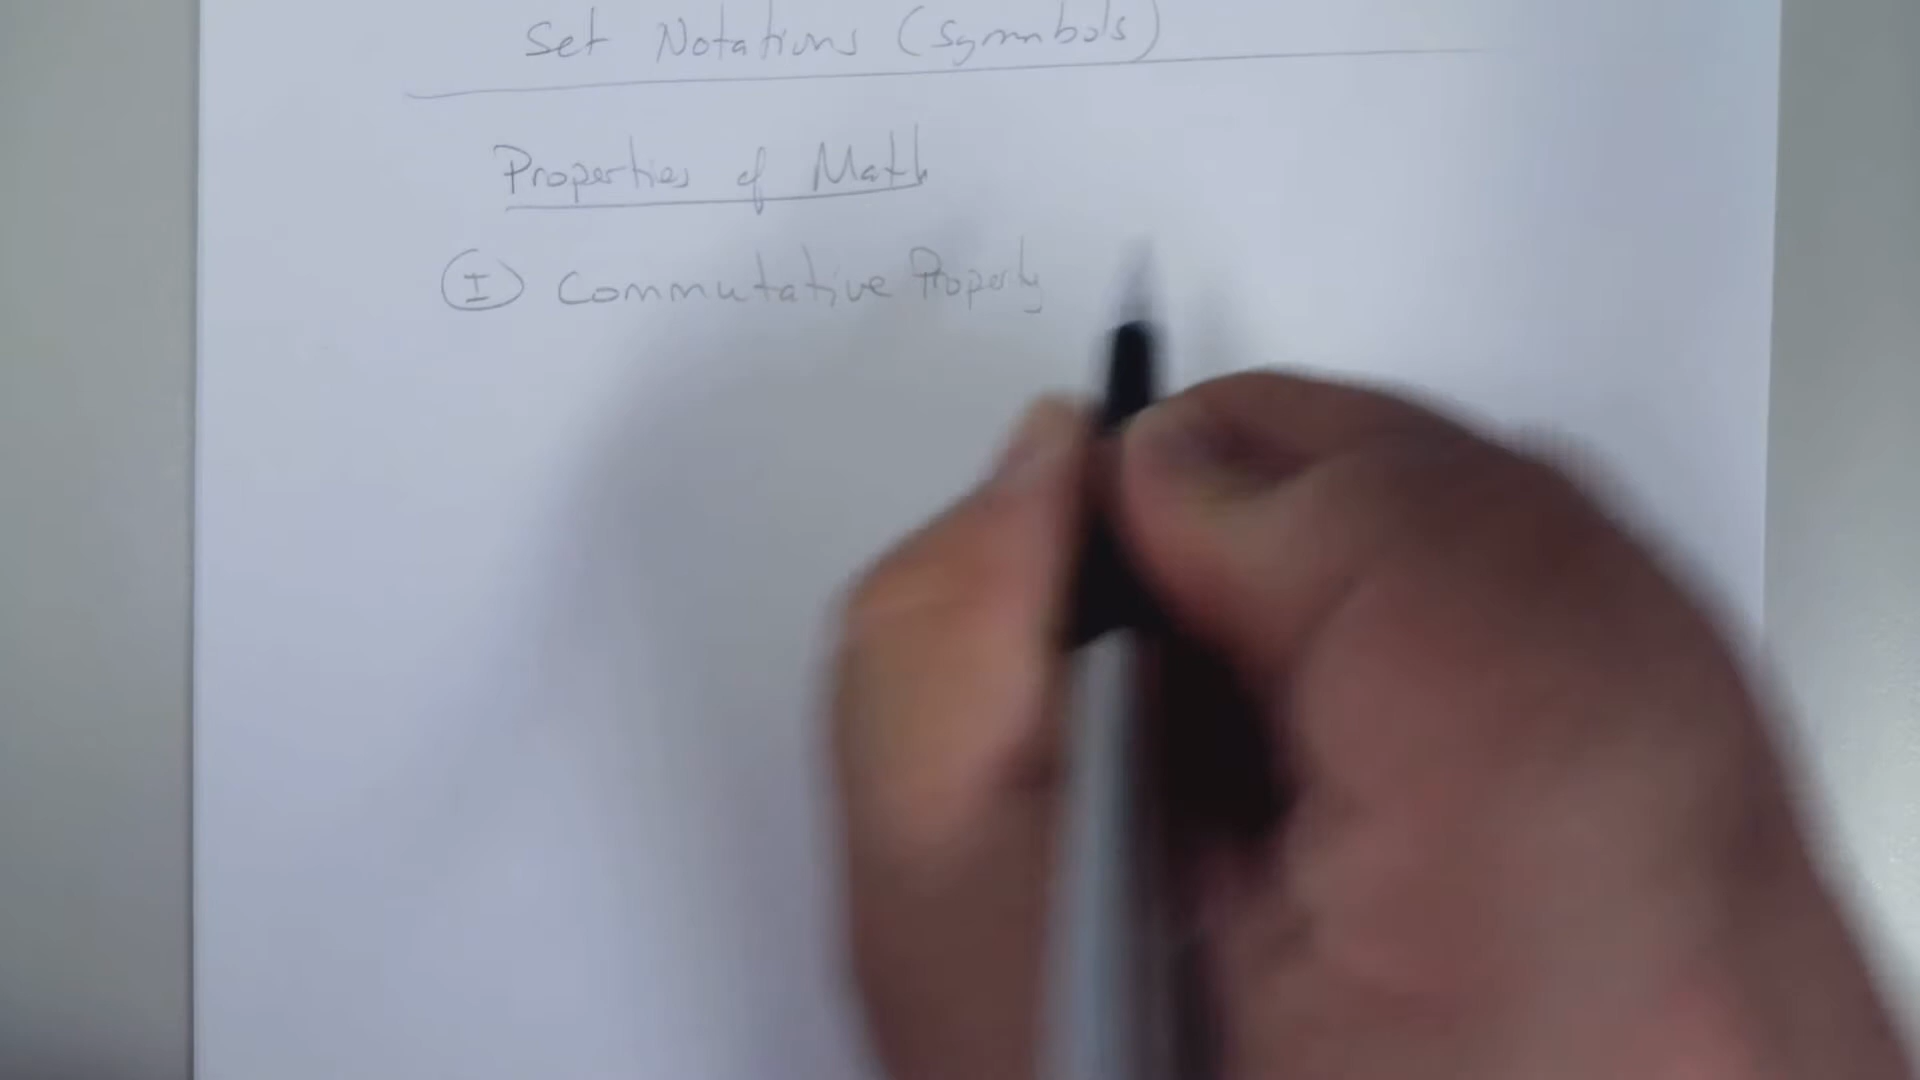 Set Notations (Symbols)
Properties of Math
I Commutative Property